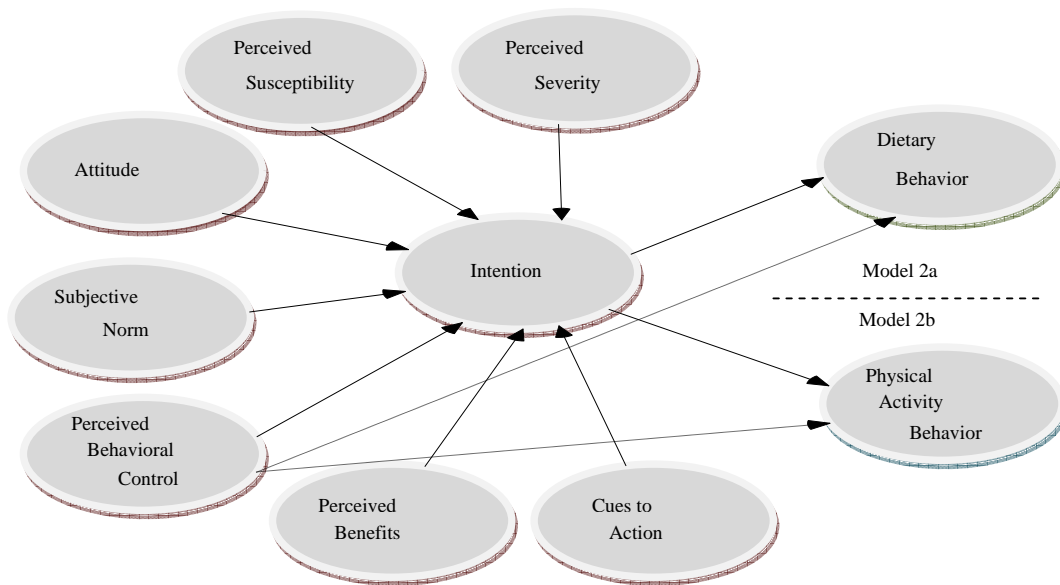 Perceived
Susceptibility
Perceived
Severity
Attitude
Dietary
Behavior
Subjective
Norm
Intention
Model 2a
Model 2b
Perceived
Behavioral
Control
Physical
Activity
Behavior
Perceived
Benefits
Cues to
Action